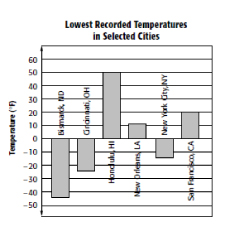 Lowest Recorded Temperatures
in Selected Cities
Temperature (°F)
60
50
40
30
20
10
0
−10
−20
−30
−40
−50
Bismarck, ND
Cincinnati, OH
Honolulu, HI
New Orleans, LA
New York City, NY
San Francisco, CA